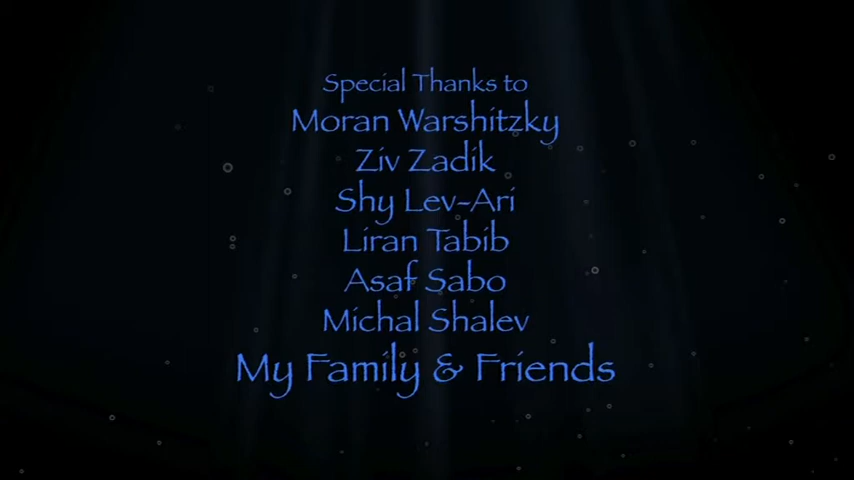 Special Thanks to
Moran Warshitzky
Ziv Zadik
Shy Lev-Ari
Liran Tabib
Asaf Sabo
Michal Shalev
My Family & Friends